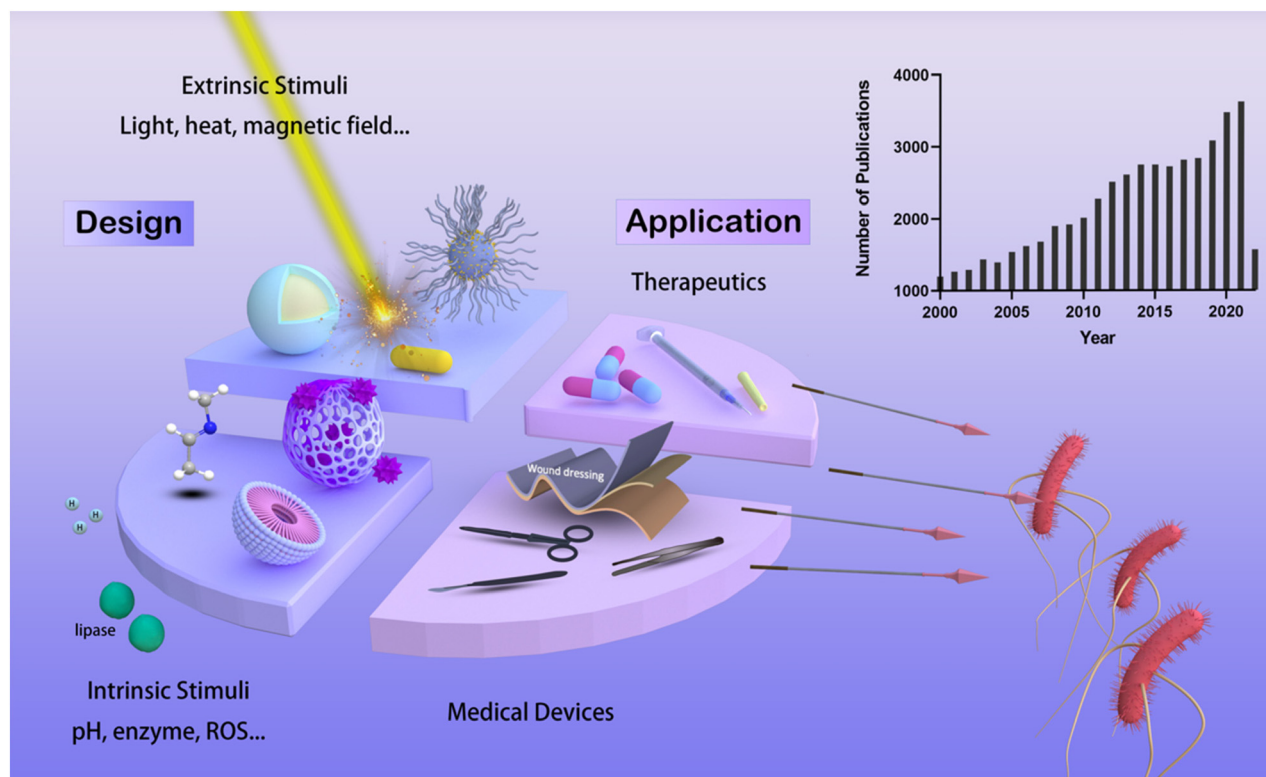 Extrinsic Stimuli
Light, heat, magnetic field...
Design
Application
Therapeutics
Number of Publications
4000
3000
2000
1000
2000
2005
2010
2015
2020
Year
Wound dressing
H
H
H
lipase
Intrinsic Stimuli
pH, enzyme, ROS...
Medical Devices